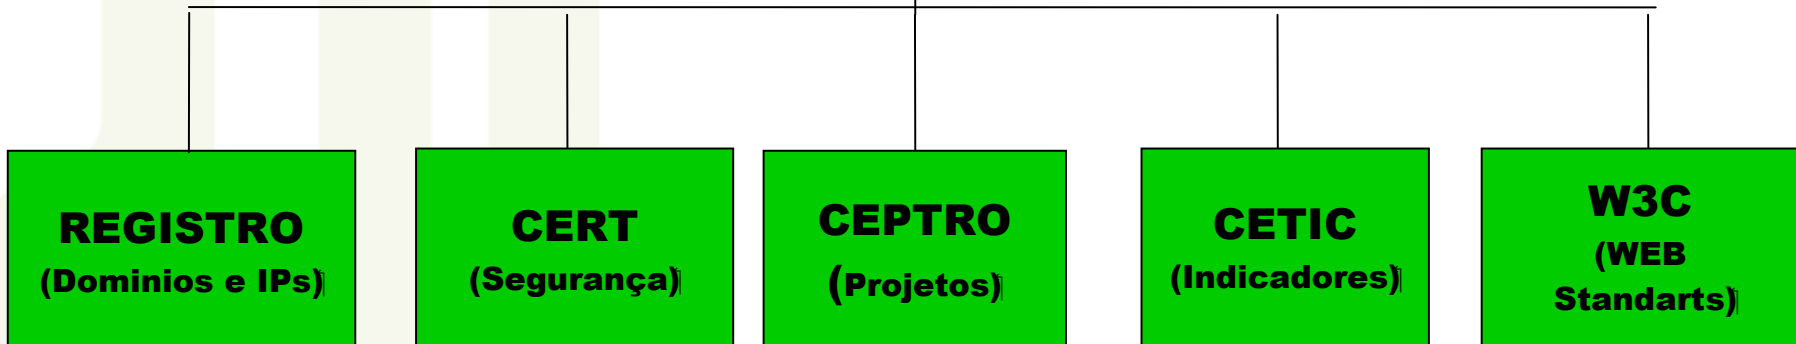 REGISTRO
(Dominios e IPs)
CERT
(Segurança)
CEPTRO
(Projetos)
CETIC
(Indicadores)
W3C
(WEB
Standarts)